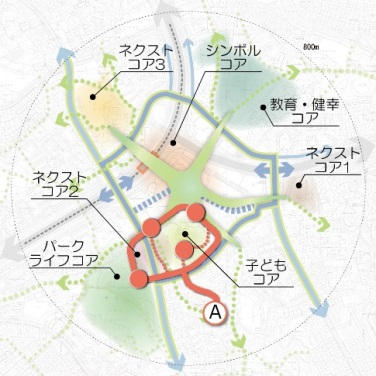 ネクスト
コア3
シンボル
コア
800m
教育・健幸
コア
ネクスト
コア1
ネクスト
コア2
パーク
ライフコア
子ども
コア
A